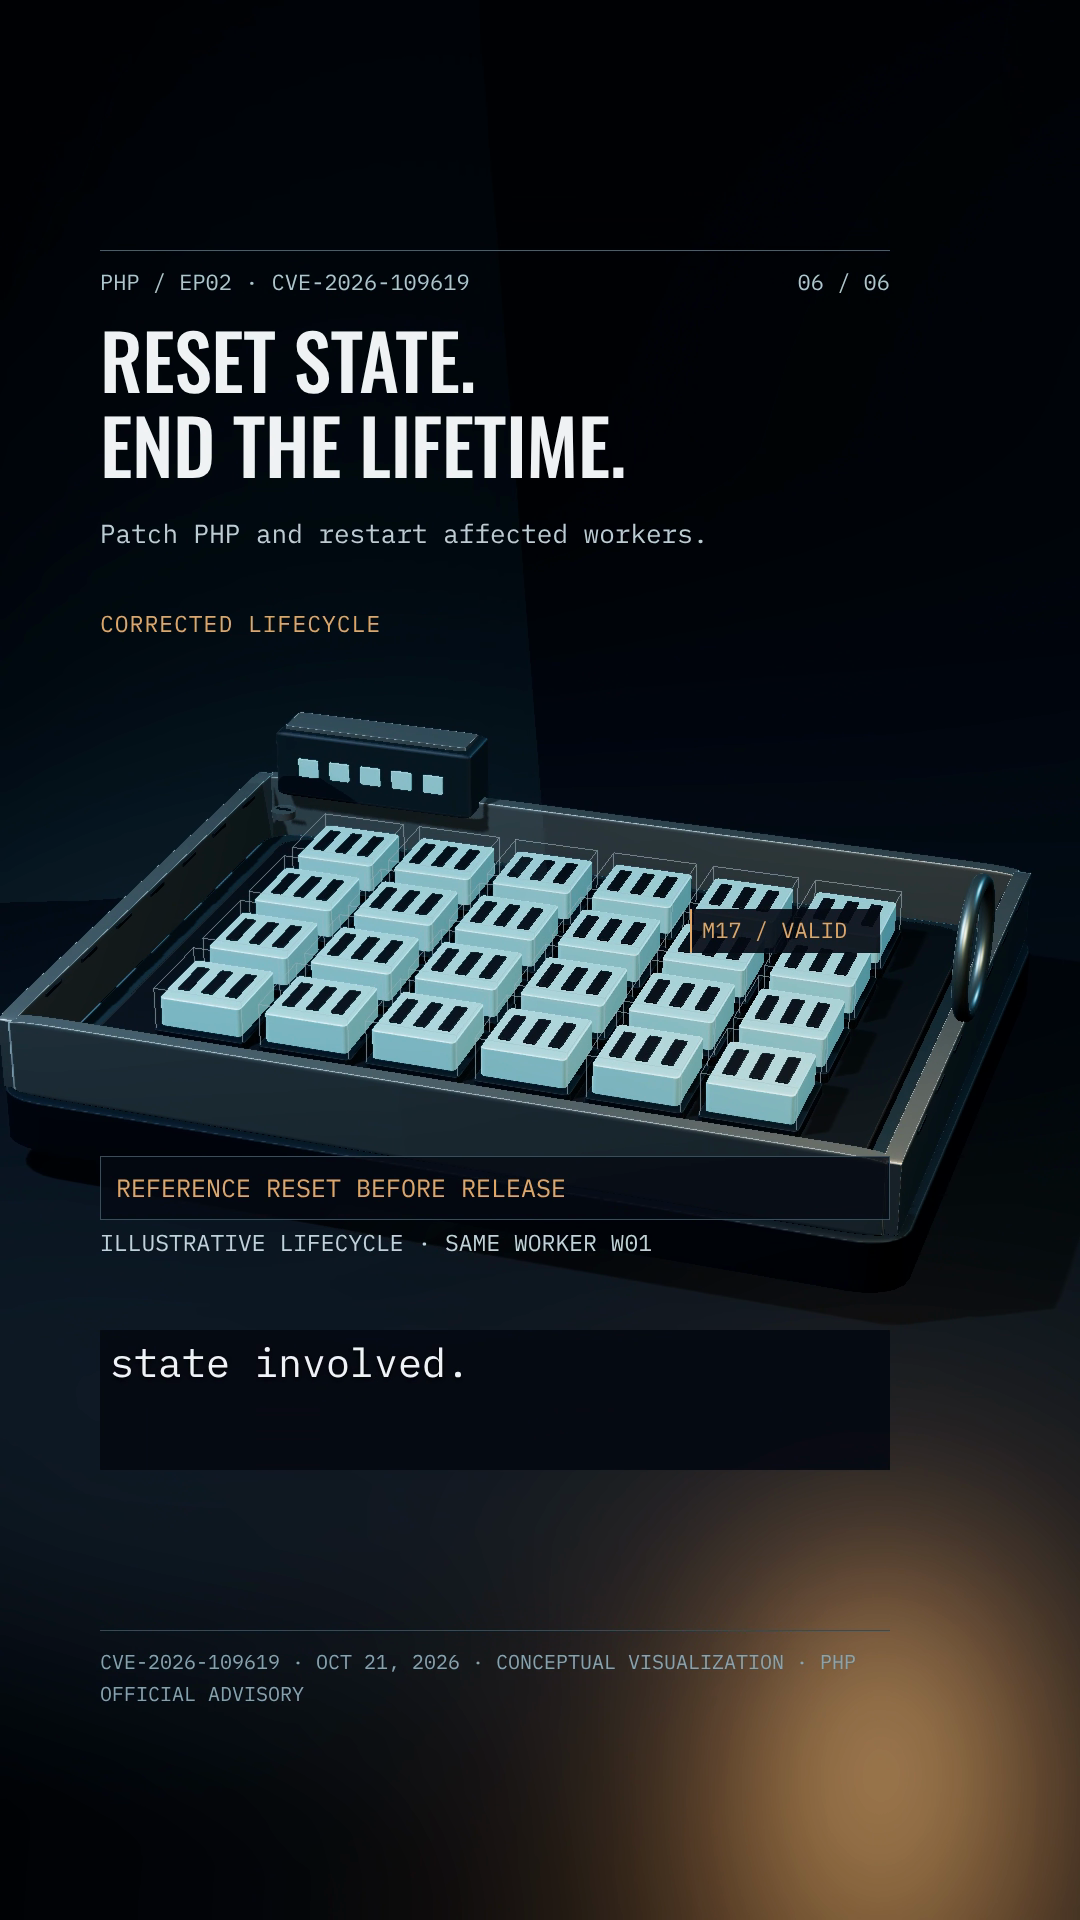 PHP / EP02 · CVE-2026-109619
06 / 06
RESET STATE.
END THE LIFETIME.
Patch PHP and restart affected workers.
CORRECTED LIFECYCLE
M17 / VALID
REFERENCE RESET BEFORE RELEASE
ILLUSTRATIVE LIFECYCLE · SAME WORKER W01
state involved.
CVE-2026-109619 · OCT 21, 2026 · CONCEPTUAL VISUALIZATION · PHP
OFFICIAL ADVISORY